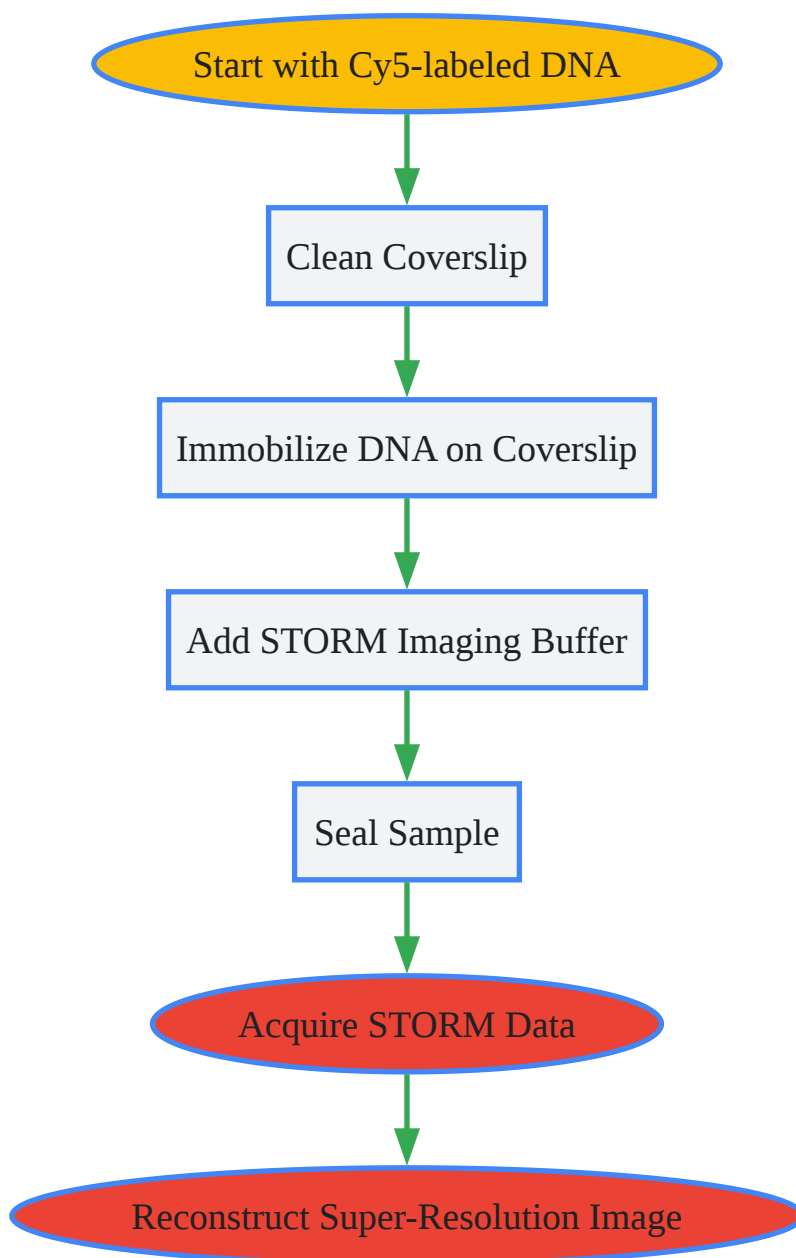 Start with Cy5-labeled DNA
Clean Coverslip
Immobilize DNA on Coverslip
Add STORM Imaging Buffer
Seal Sample
Acquire STORM Data
Reconstruct Super-Resolution Image